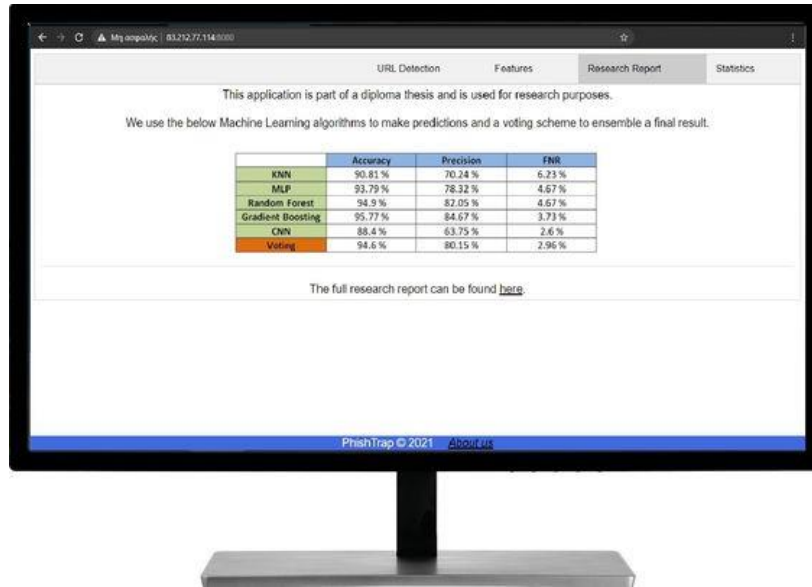 Μη ασφαλής | 83.212.77.114:8080
URL Detection Features Research Report Statistics
This application is part of a diploma thesis and is used for research purposes.
We use the below Machine Learning algorithms to make predictions and a voting scheme to ensemble a final result.
Accuracy Precision FNR
KNN 90.81 % 70.24 % 6.23 %
MLP 93.79 % 78.32 % 4.67 %
Random Forest 94.9 % 82.05 % 4.67 %
Gradient Boosting 95.77 % 84.67 % 3.73 %
CNN 88.4 % 63.75 % 2.6 %
Voting 94.6 % 80.15 % 2.96 %
The full research report can be found here.
PhishTrap © 2021 About us